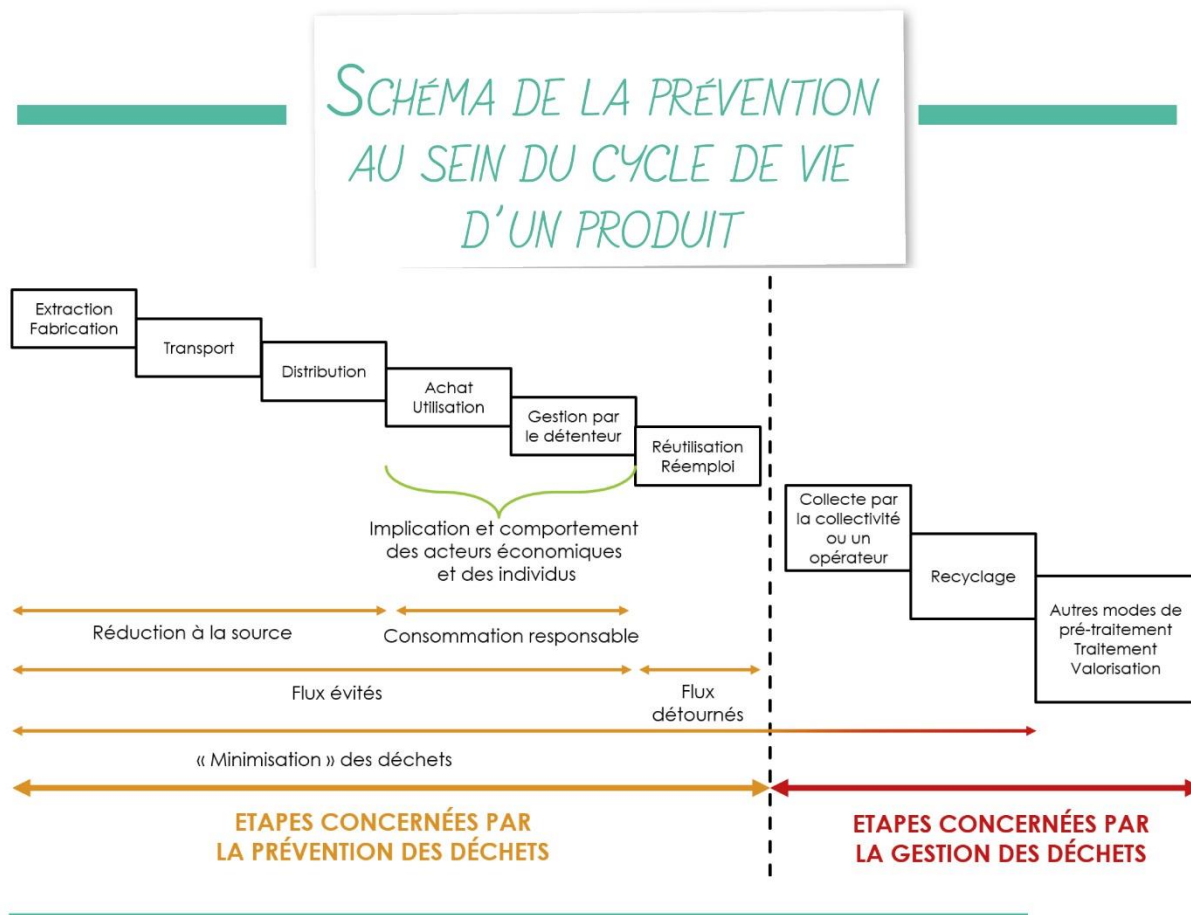 SCHÉMA DE LA PRÉVENTION
AU SEIN DU CYCLE DE VIE
D'UN PRODUIT
Extraction
Fabrication
Transport
Distribution
Achat
Utilisation
Gestion par
le détenteur
Réutilisation
Réemploi
Implication et comportement
des acteurs économiques
et des individus
Collecte par
la collectivité
ou un
opérateur
Recyclage
Autres modes de
pré-traitement
Traitement
Valorisation
Réduction à la source
Consommation responsable
Flux évités
Flux
détournés
« Minimisation » des déchets
ETAPES CONCERNÉES PAR
LA PRÉVENTION DES DÉCHETS
ETAPES CONCERNÉES PAR
LA GESTION DES DÉCHETS